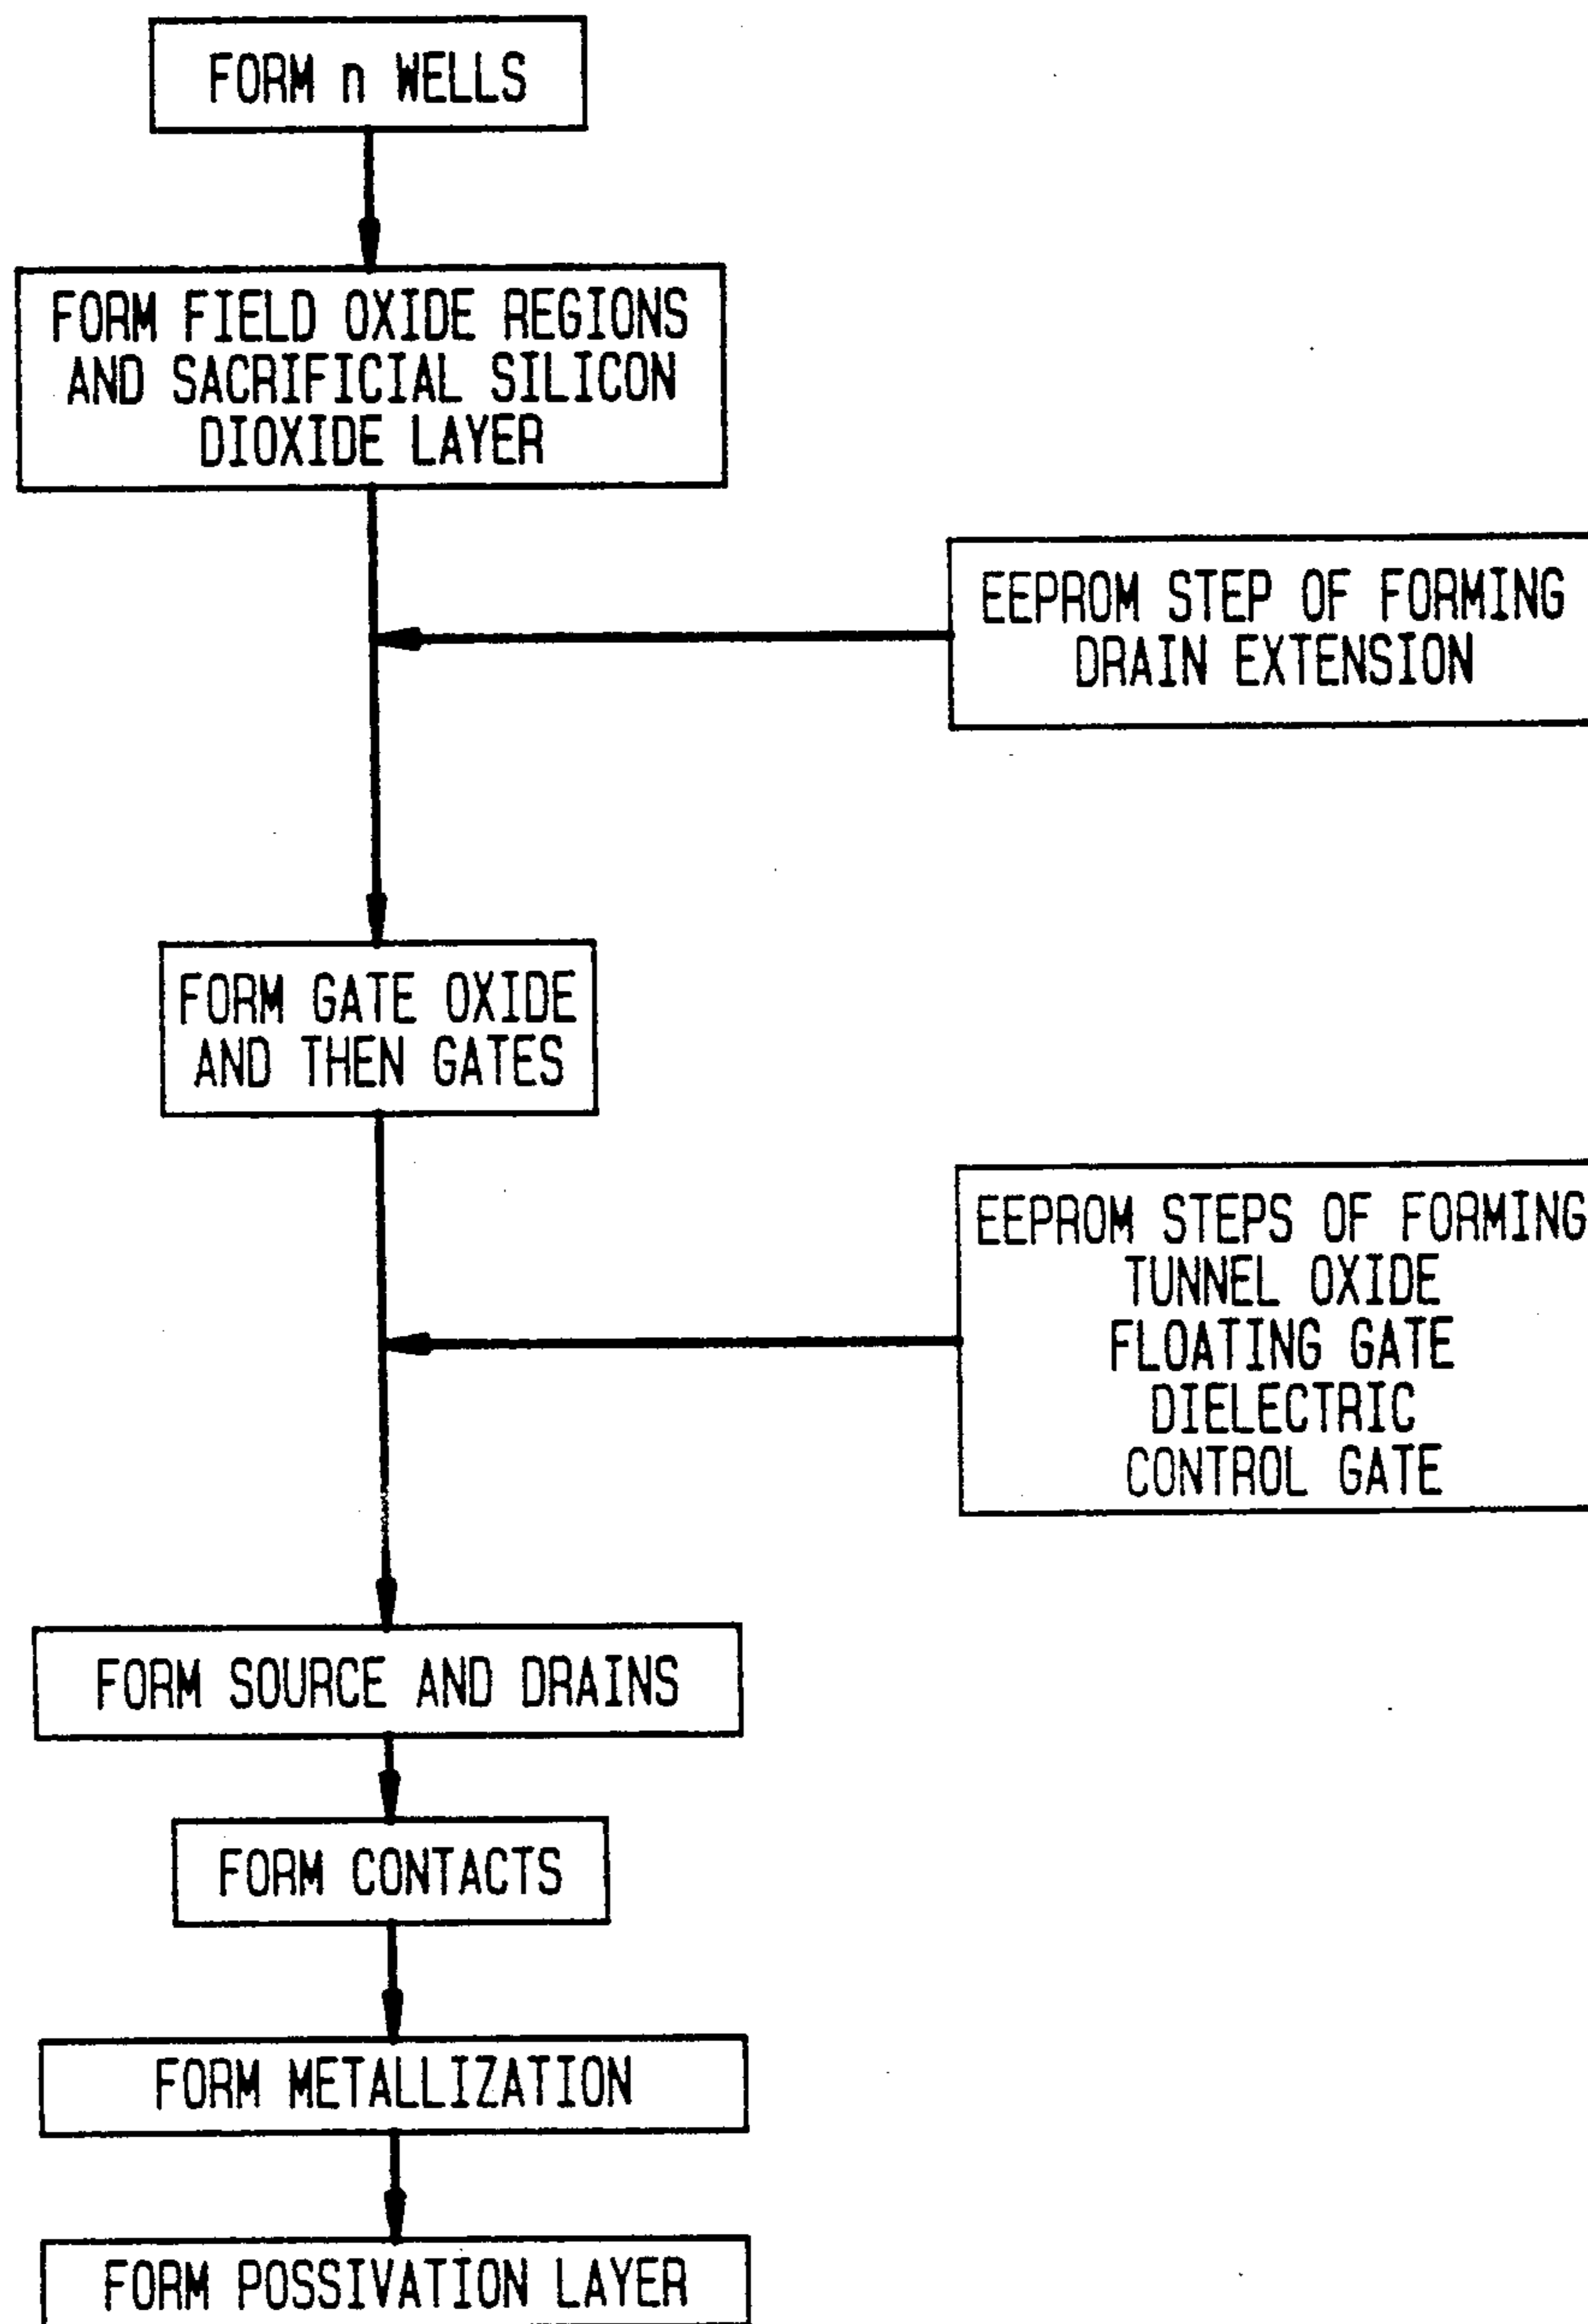 FORM n WELLS
FORM FIELD OXIDE REGIONS
AND SACRIFICIAL SILICON
DIOXIDE LAYER
EEPROM STEP OF FORMING
DRAIN EXTENSION
FORM GATE OXIDE
AND THEN GATES
EEPROM STEPS OF FORMING
TUNNEL OXIDE
FLOATING GATE
DIELECTRIC
CONTROL GATE
FORM SOURCE AND DRAINS
FORM CONTACTS
FORM METALLIZATION
FORM POSSIVATION LAYER